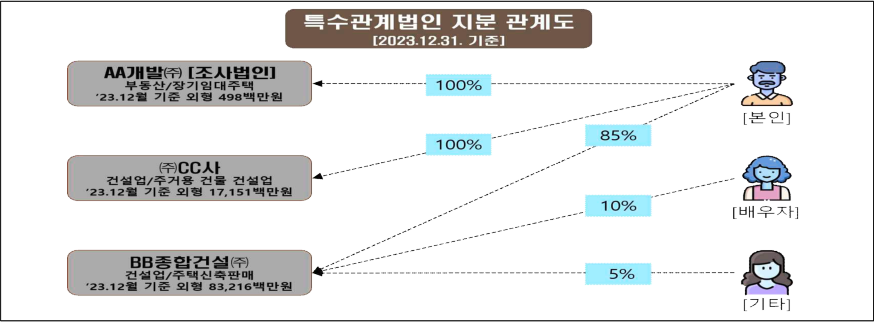 특수관계법인 지분 관계도
[2023.12.31. 기준]
AA개발㈜ [조사법인]
부동산/장기임대주택
‘23.12월 기준 외형 498백만원
100%
[본인]
85%
100%
㈜CC사
건설업/주거용 건물 건설업
‘23.12월 기준 외형 17,151백만원
10%
[배우자]
BB종합건설㈜
건설업/주택신축판매
‘23.12월 기준 외형 83,216백만원
5%
[기타]